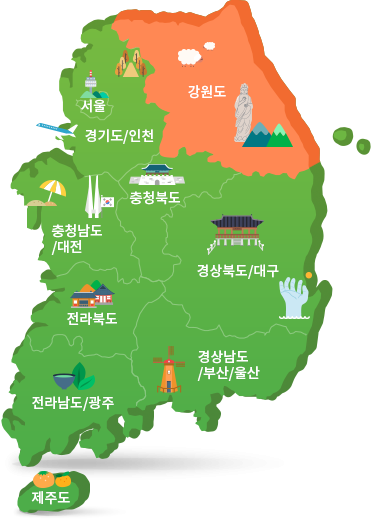 강원도
서울
경기도/인천
충청북도
충청남도
/대전
경상북도/대구
전라북도
경상남도
/부산/울산
전라남도/광주
제주도